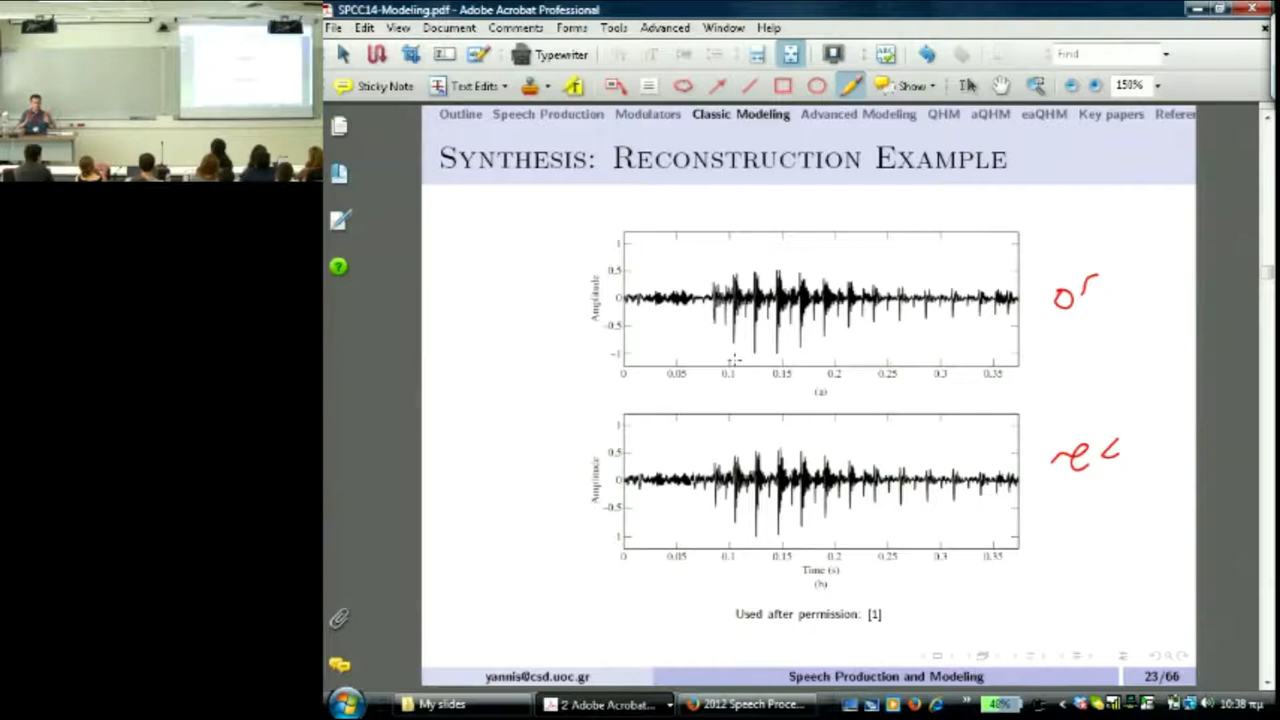 SPCC14-Modeling.pdf - Adobe Acrobat Professional
File Edit View Document Comments Forms Tools Advanced Window Help
Typewriter Find
Sticky Note Text Edits Show 150%
Outline Speech Production Modulators Classic Modeling Advanced Modeling QHM aQHM eaQHM Key papers Referen
SYNTHESIS: RECONSTRUCTION EXAMPLE
1
0.5
0
-0.5
-1
Amplitude
or
0 0.05 0.1 0.15 0.2 0.25 0.3 0.35
(a)
1
0.5
0
-0.5
1
Amplitude
rec
0 0.05 0.1 0.15 0.2 0.25 0.3 0.35
Time (s)
(b)
Used after permission: [1]
yannis@csd.uoc.gr Speech Production and Modeling 23/66
My slides 2 Adobe Acrobat... 2012 Speech Proce... 48% 10:38 πμ